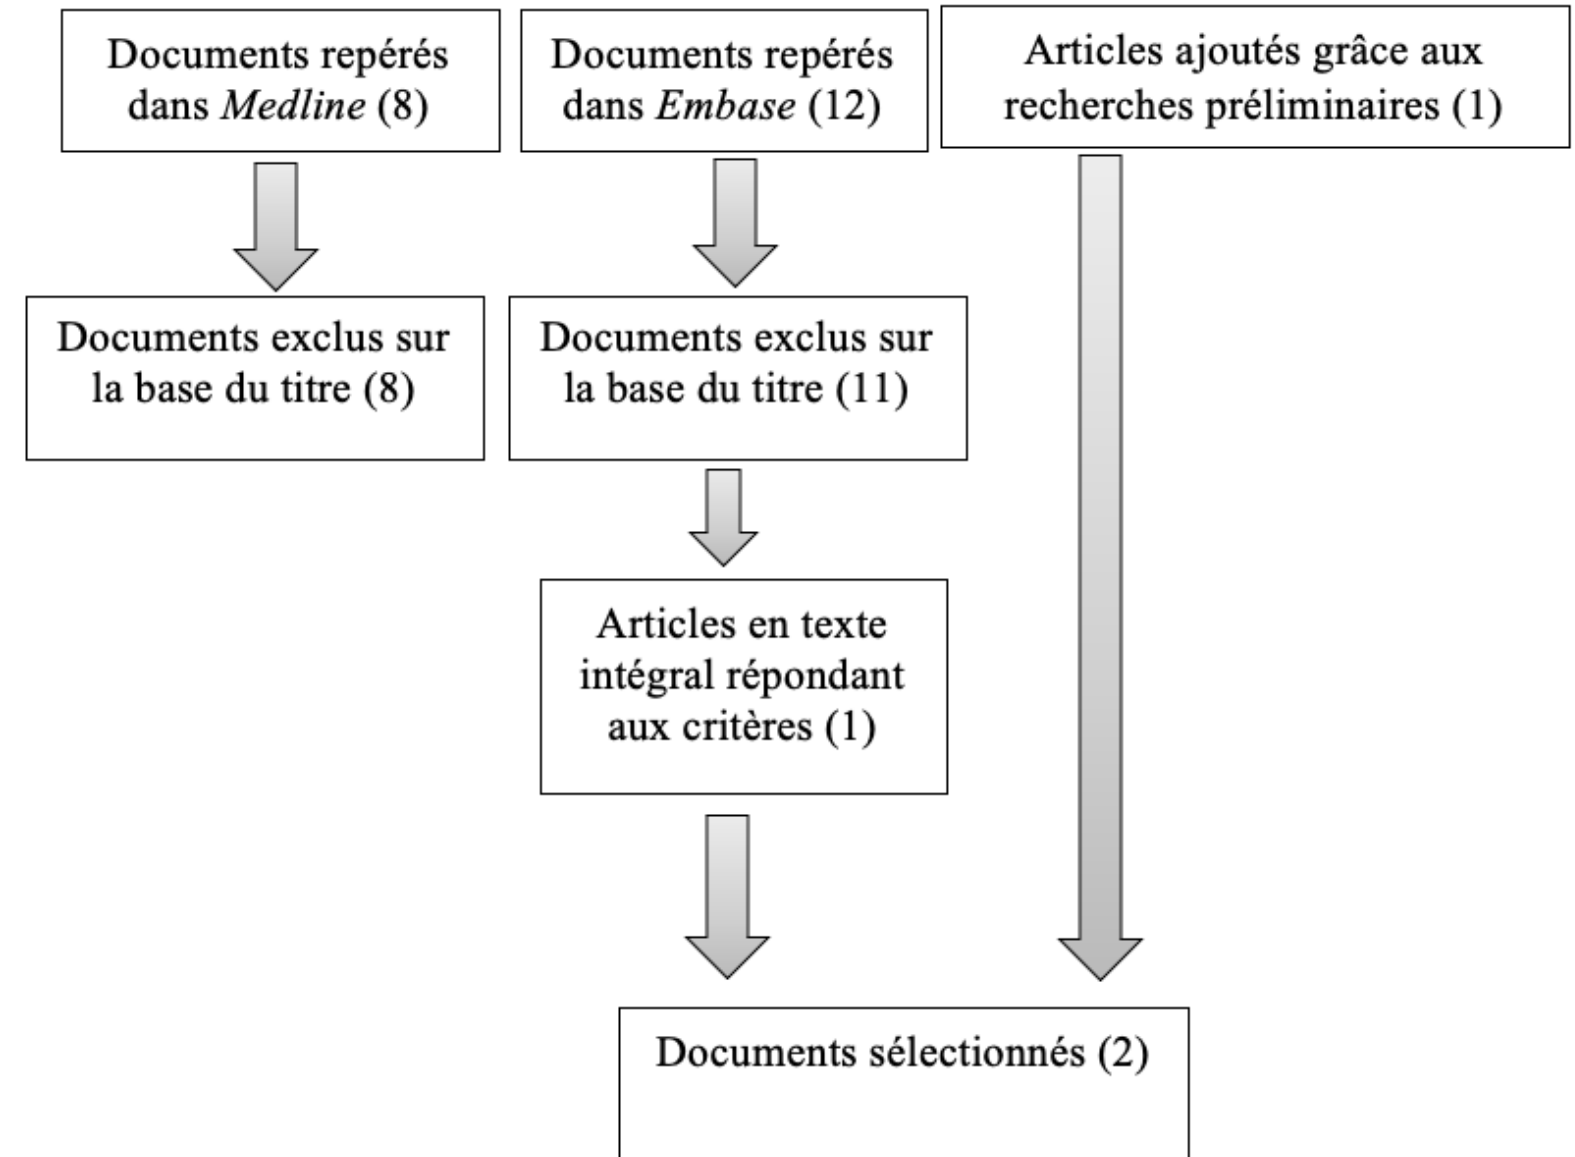 Documents repérés
dans Medline (8)
Documents repérés
dans Embase (12)
Articles ajoutés grâce aux
recherches préliminaires (1)
Documents exclus sur
la base du titre (8)
Documents exclus sur
la base du titre (11)
Articles en texte
intégral répondant
aux critères (1)
Documents sélectionnés (2)